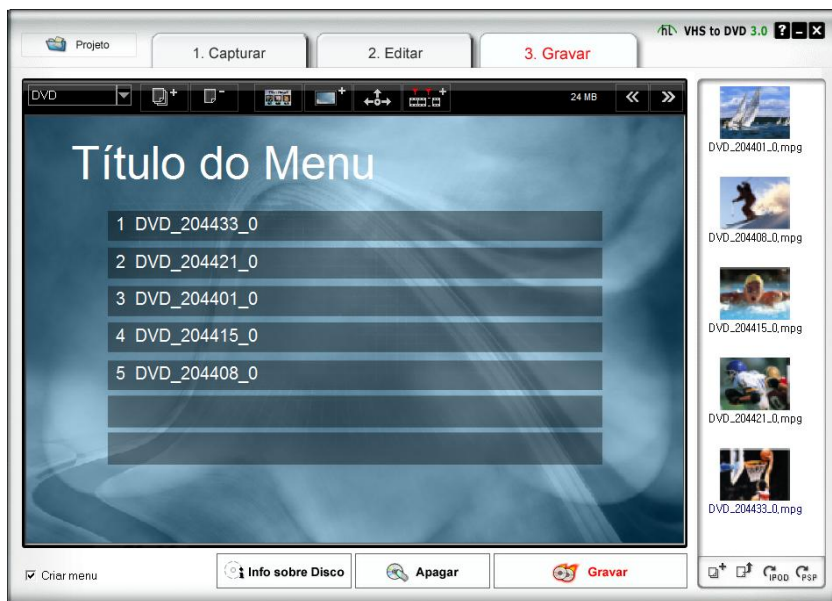 Projeto
1. Capturar
2. Editar
3. Gravar
VHS to DVD 3.0
DVD
24 MB
Título do Menu
1 DVD_204433_0
2 DVD_204421_0
3 DVD_204401_0
4 DVD_204415_0
5 DVD_204408_0
DVD_204401_0.mpg
DVD_204408_0.mpg
DVD_204415_0.mpg
DVD_204421_0.mpg
DVD_204433_0.mpg
Criar menu
Info sobre Disco
Apagar
Gravar
IPOD
PSP